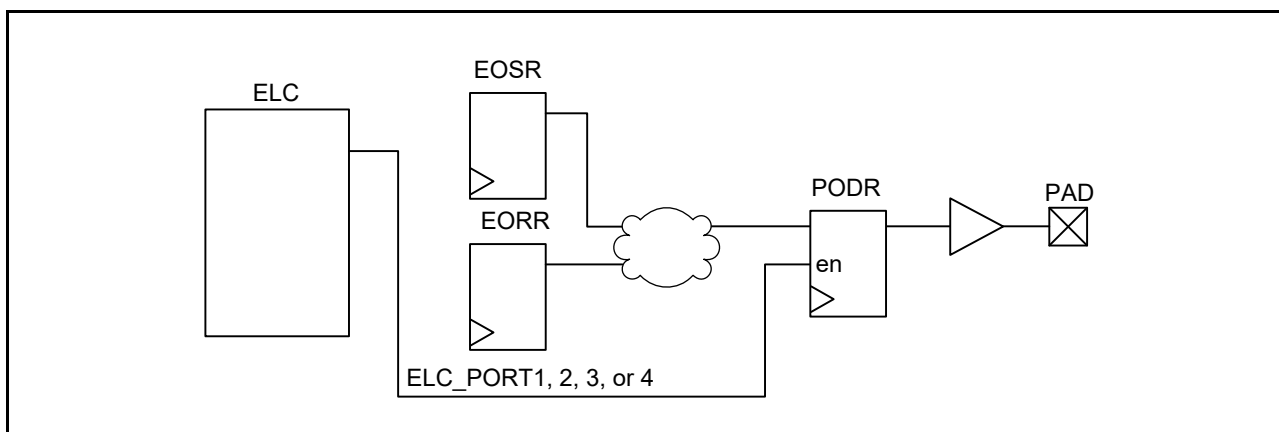 EOSR
ELC
PODR
PAD
EORR
en
ELC_PORT1, 2, 3, or 4